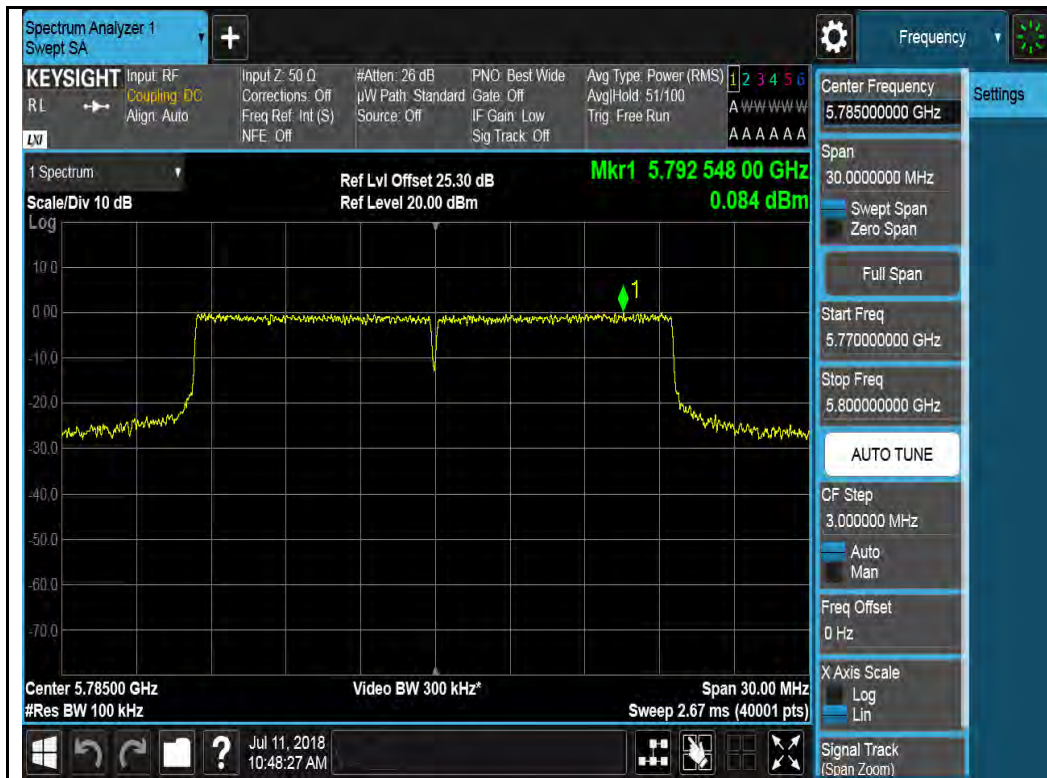 Spectrum Analyzer 1
Swept SA
+
Frequency
KEYSIGHT
RL
LXI
Input: RF
Coupling: DC
Align: Auto
Input Z: 50 Ω
Corrections: Off
Freq Ref: Int (S)
NFE: Off
#Atten: 26 dB
µW Path: Standard
Source: Off
PNO: Best Wide
Gate: Off
IF Gain: Low
Sig Track: Off
Avg Type: Power (RMS)
Avg|Hold: 51/100
Trig: Free Run
1 2 3 4 5 6
A W W W W W
A A A A A A
1 Spectrum
Scale/Div 10 dB
Ref Lvl Offset 25.30 dB
Ref Level 20.00 dBm
Mkr1 5.792 548 00 GHz
0.084 dBm
Log
10.0
0.00
-10.0
-20.0
-30.0
-40.0
-50.0
-60.0
-70.0
1
Center 5.78500 GHz
#Res BW 100 kHz
Video BW 300 kHz*
Span 30.00 MHz
Sweep 2.67 ms (40001 pts)
Center Frequency
5.785000000 GHz
Settings
Span
30.0000000 MHz
Swept Span
Zero Span
Full Span
Start Freq
5.770000000 GHz
Stop Freq
5.800000000 GHz
AUTO TUNE
CF Step
3.000000 MHz
Auto
Man
Freq Offset
0 Hz
X Axis Scale
Log
Lin
Signal Track
(Span Zoom)
?
Jul 11, 2018
10:48:27 AM